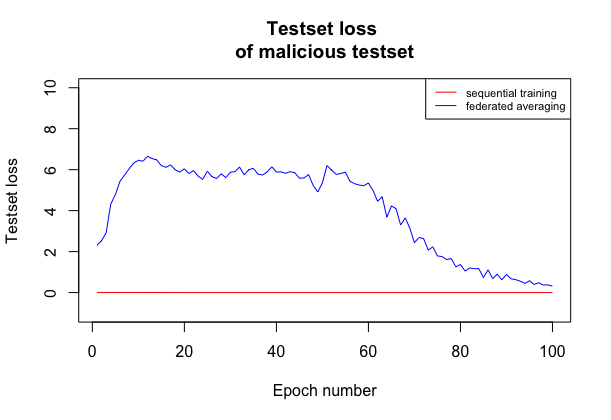 Testset loss
of malicious testset
sequential training
federated averaging
Testset loss
10
8
6
4
2
0
0 20 40 60 80 100
Epoch number